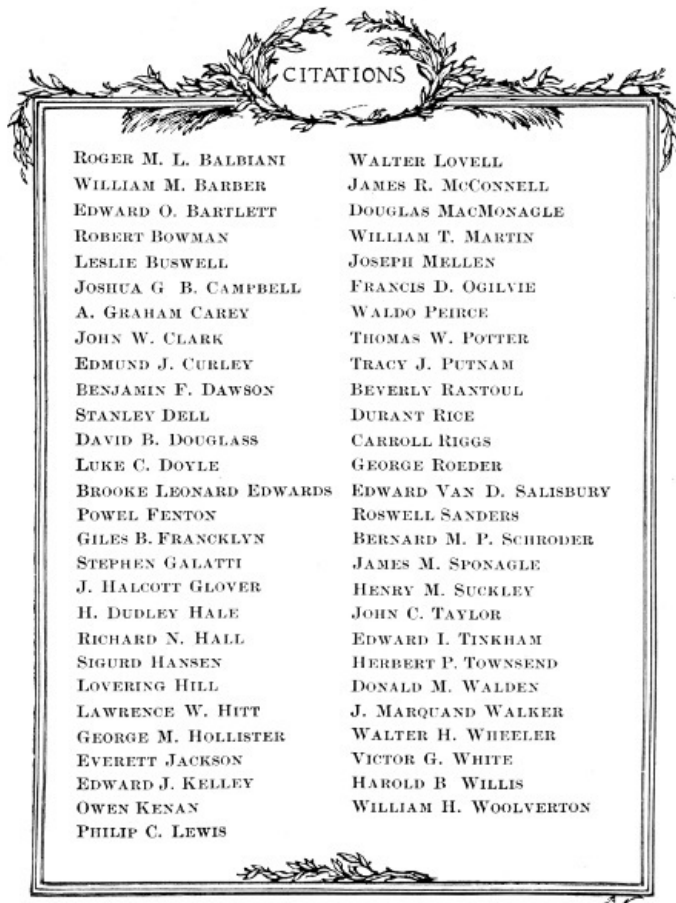 CITATIONS
ROGER M. L. BALBIANI
WILLIAM M. BARBER
EDWARD O. BARTLETT
ROBERT BOWMAN
LESLIE BUSWELL
JOSHUA G B. CAMPBELL
A. GRAHAM CAREY
JOHN W. CLARK
EDMUND J. CURLEY
BENJAMIN F. DAWSON
STANLEY DELL
DAVID B. DOUGLASS
LUKE C. DOYLE
BROOKE LEONARD EDWARDS
POWEL FENTON
GILES B. FRANCKLYN
STEPHEN GALATTI
J. HALCOTT GLOVER
H. DUDLEY HALE
RICHARD N. HALL
SIGURD HANSEN
LOVERING HILL
LAWRENCE W. HITT
GEORGE M. HOLLISTER
EVERETT JACKSON
EDWARD J. KELLEY
OWEN KENAN
PHILIP C. LEWIS
WALTER LOVELL
JAMES R. McCONNELL
DOUGLAS MACMONAGLE
WILLIAM T. MARTIN
JOSEPH MELLEN
FRANCIS D. OGILVIE
WALDO PEIRCE
THOMAS W. POTTER
TRACY J. PUTNAM
BEVERLY RANTOUL
DURANT RICE
CARROLL RIGGS
GEORGE ROEDER
EDWARD VAN D. SALISBURY
ROSWELL SANDERS
BERNARD M. P. SCHRODER
JAMES M. SPONAGLE
HENRY M. SUCKLEY
JOHN C. TAYLOR
EDWARD I. TINKHAM
HERBERT P. TOWNSEND
DONALD M. WALDEN
J. MARQUAND WALKER
WALTER H. WHEELER
VICTOR G. WHITE
HAROLD B WILLIS
WILLIAM H. WOOLVERTON